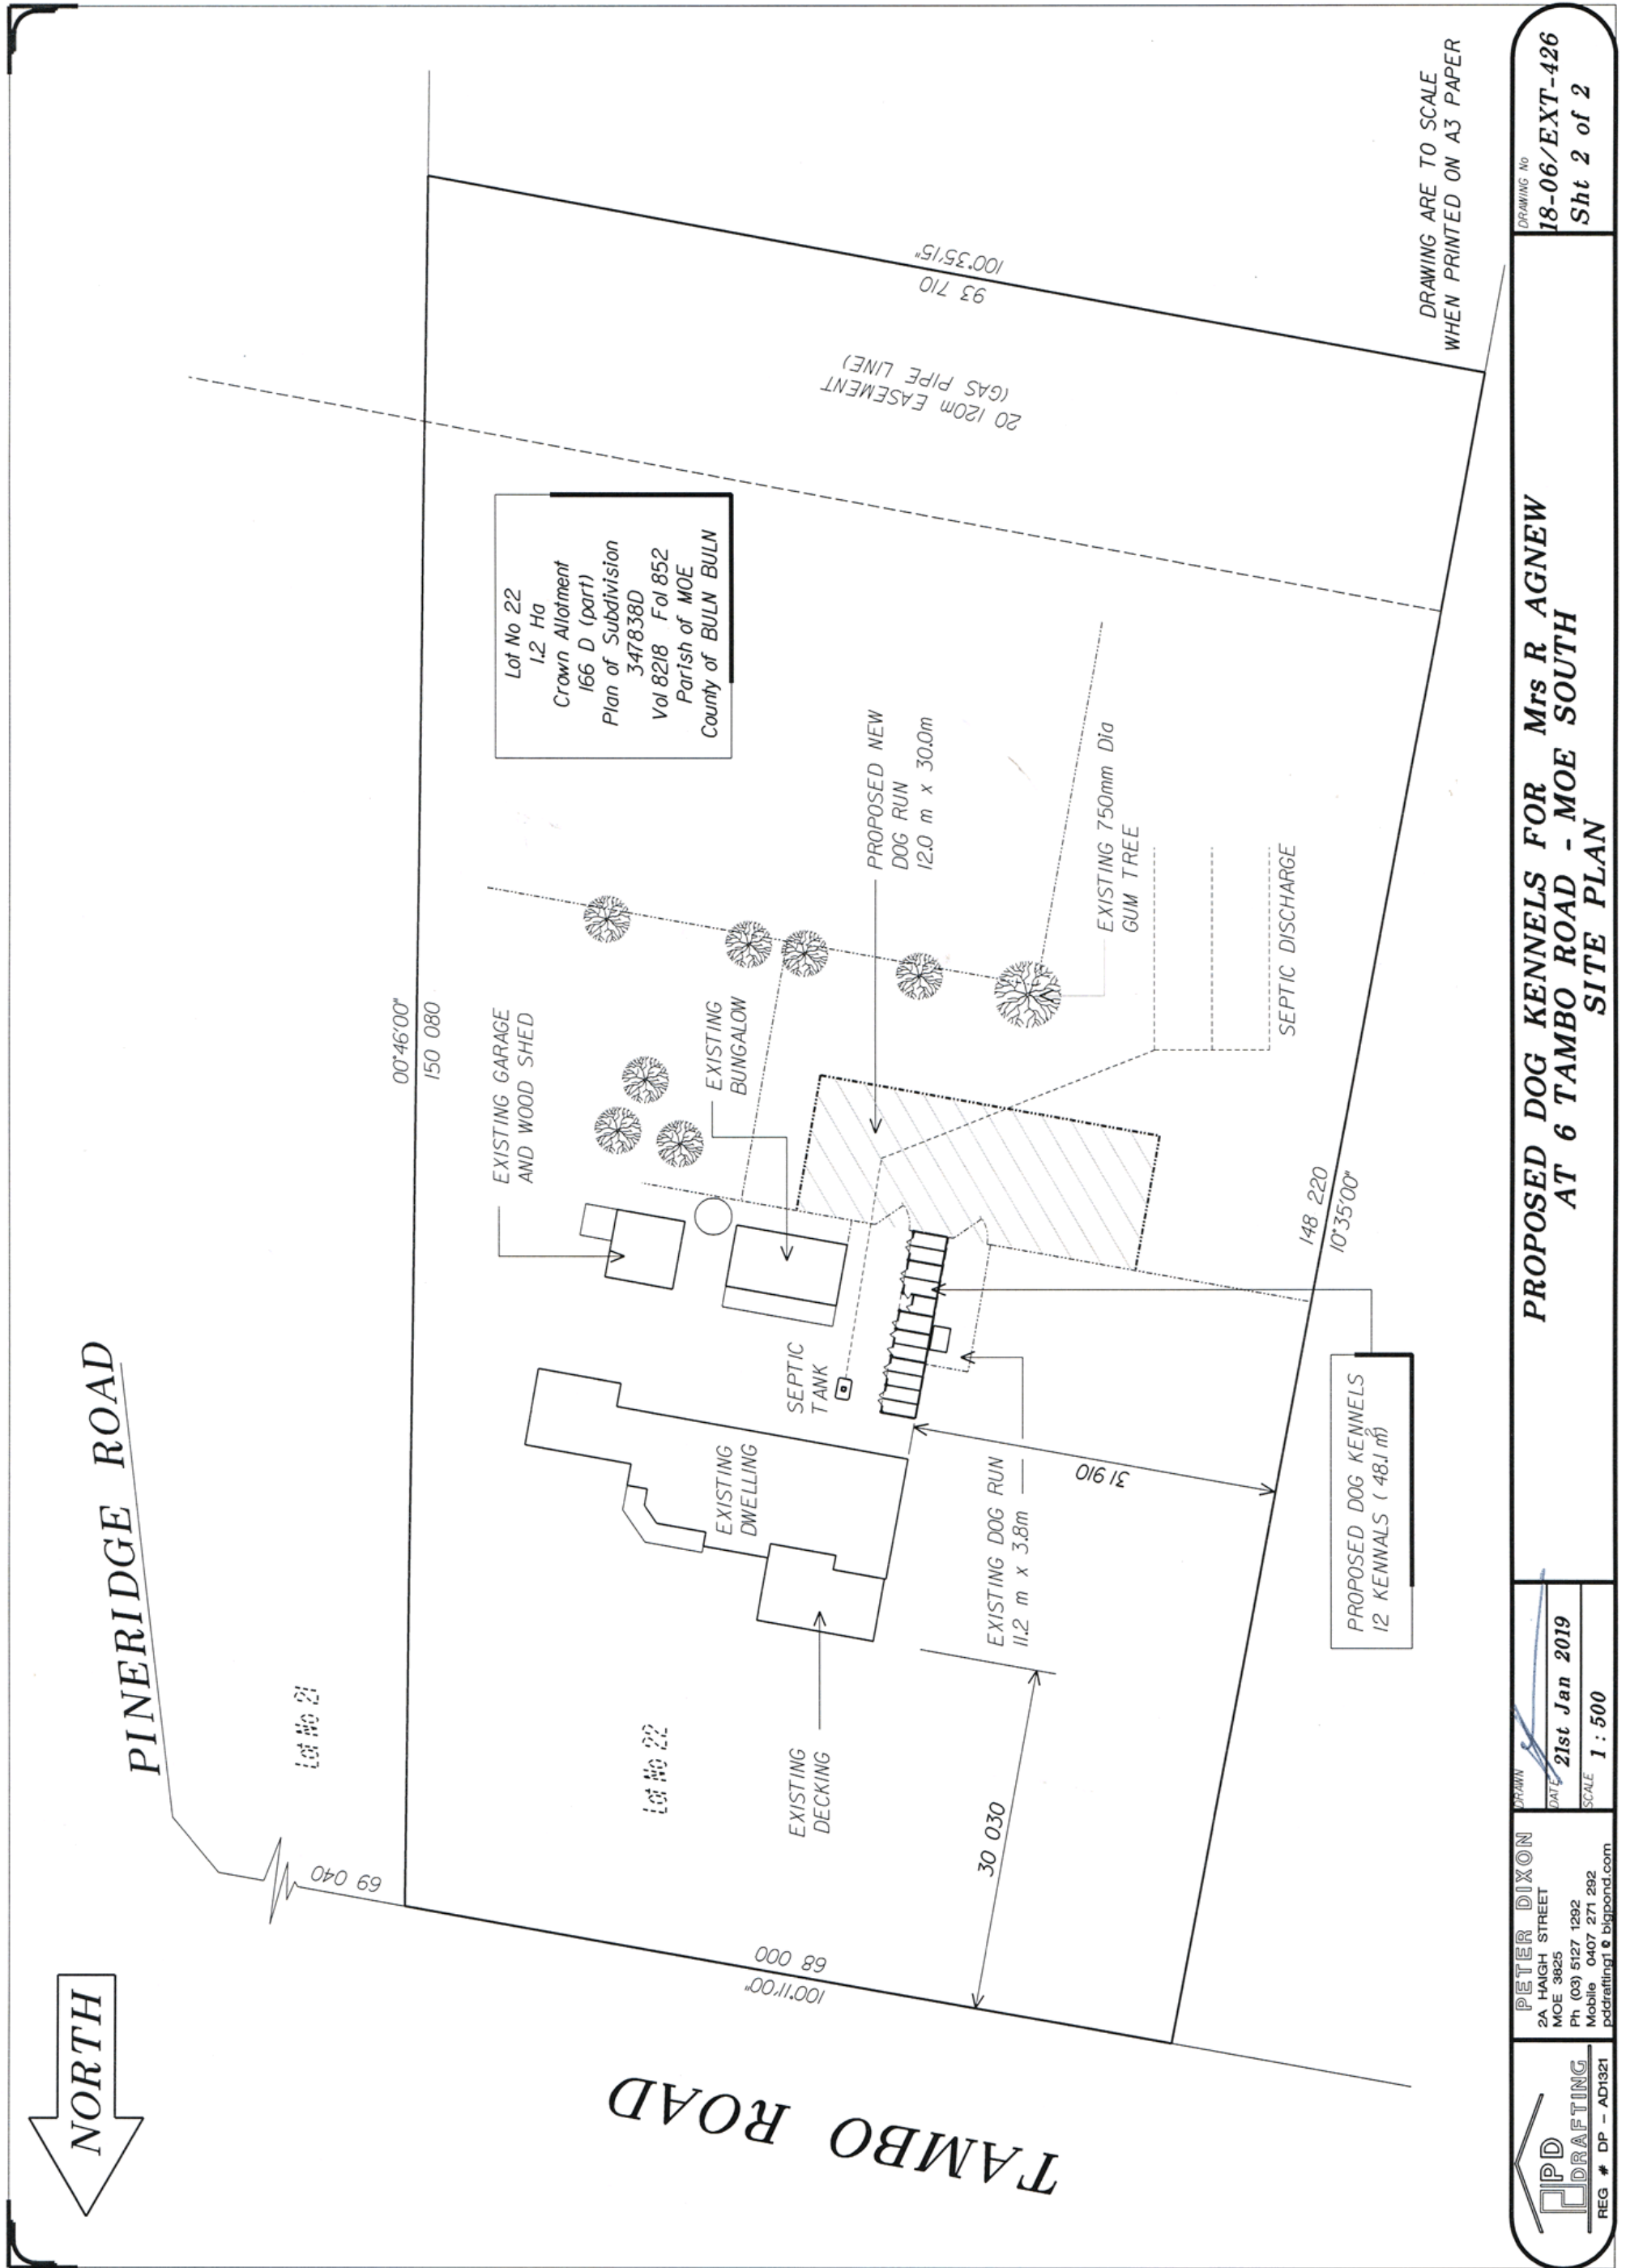 NORTH
PINERIDGE ROAD
TAMBO ROAD
69 040
Lot No 21
Lot No 22
00°46'00"
150 080
100°11'00"
68 000
30 030
EXISTING
DECKING
EXISTING
DWELLING
SEPTIC
TANK
EXISTING GARAGE
AND WOOD SHED
EXISTING
BUNGALOW
Lot No 22
1.2 Ha
Crown Allotment
166 D (part)
Plan of Subdivision
347838D
Vol 8218 Fol 852
Parish of MOE
County of BULN BULN
PROPOSED NEW
DOG RUN
12.0 m x 30.0m
EXISTING 750mm Dia
GUM TREE
SEPTIC DISCHARGE
EXISTING DOG RUN
11.2 m x 3.8m
31 910
148 220
10°35'00"
PROPOSED DOG KENNELS
12 KENNALS ( 48.1 m²)
20 120m EASEMENT
(GAS PIPE LINE)
100°35'15"
93 710
DRAWING ARE TO SCALE
WHEN PRINTED ON A3 PAPER
PD
DRAFTING
REG # DP - AD1321
PETER DIXON
2A HAIGH STREET
MOE 3825
Ph (03) 5127 1292
Mobile 0407 271 292
pddrafting1@bigpond.com
DRAWN
DATE 21st Jan 2019
SCALE 1 : 500
PROPOSED DOG KENNELS FOR Mrs R AGNEW
AT 6 TAMBO ROAD - MOE SOUTH
SITE PLAN
DRAWING No
18-06/EXT-426
Sht 2 of 2